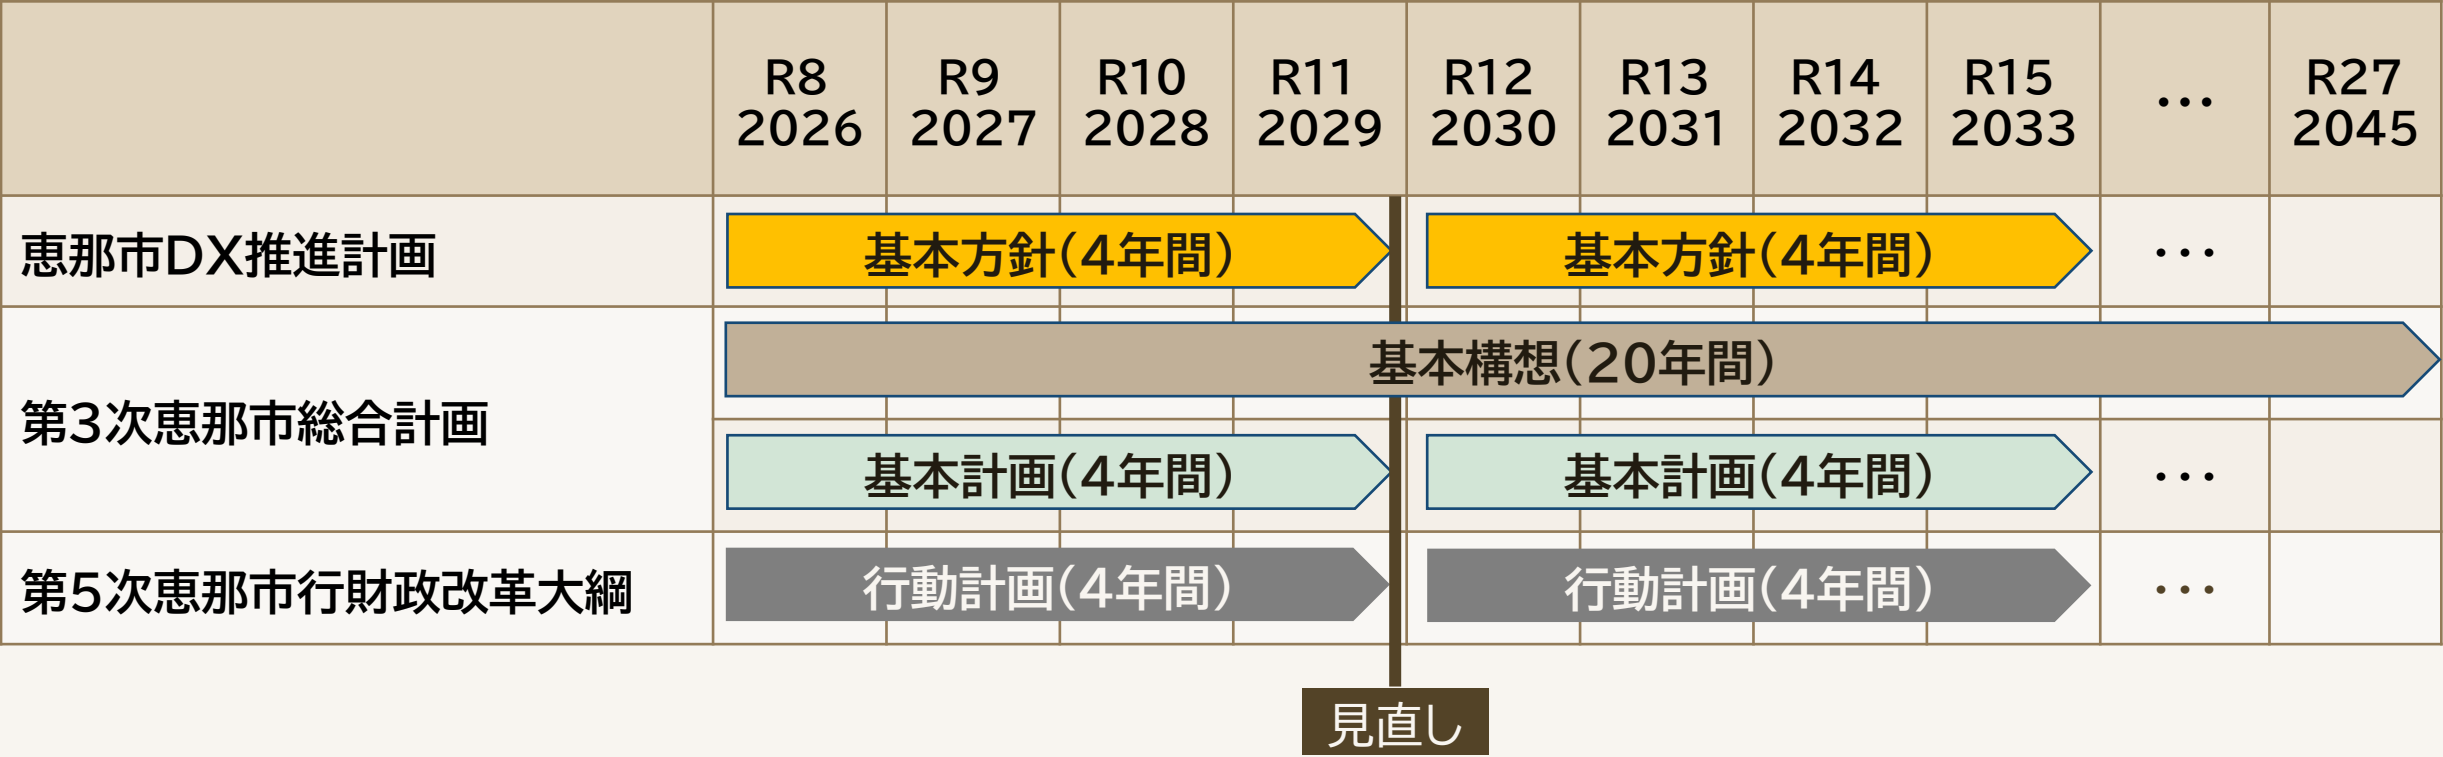 R8 R9 R10 R11 R12 R13 R14 R15 … R27
2026 2027 2028 2029 2030 2031 2032 2033 2045
恵那市DX推進計画 基本方針(4年間) 基本方針(4年間) …
基本構想(20年間)
第3次恵那市総合計画
基本計画(4年間) 基本計画(4年間) …
第5次恵那市行財政改革大綱 行動計画(4年間) 行動計画(4年間) …
見直し